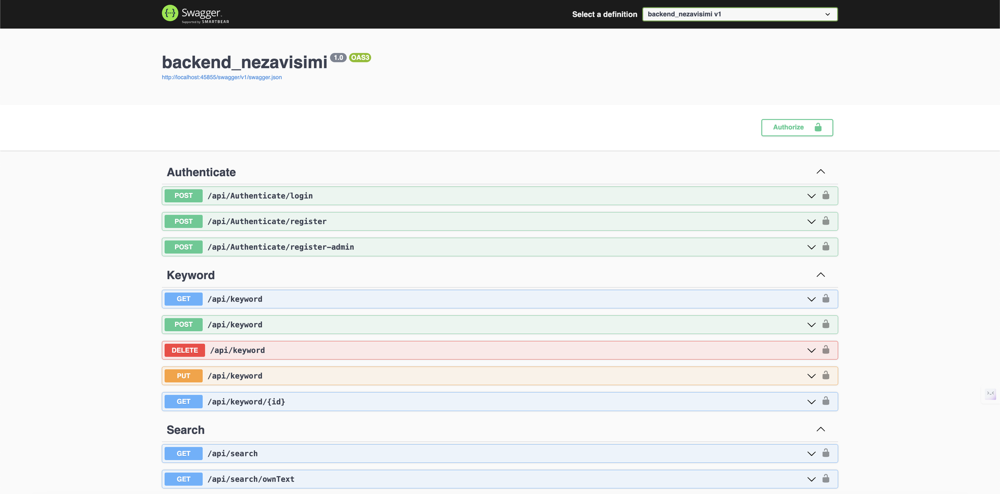 Swagger
Supported by SMARTBEAR
Select a definition
backend_nezavisimi v1
backend_nezavisimi 1.0 OAS3
http://localhost:45855/swagger/v1/swagger.json
Authorize
Authenticate
POST /api/Authenticate/login
POST /api/Authenticate/register
POST /api/Authenticate/register-admin
Keyword
GET /api/keyword
POST /api/keyword
DELETE /api/keyword
PUT /api/keyword
GET /api/keyword/{id}
Search
GET /api/search
GET /api/search/ownText